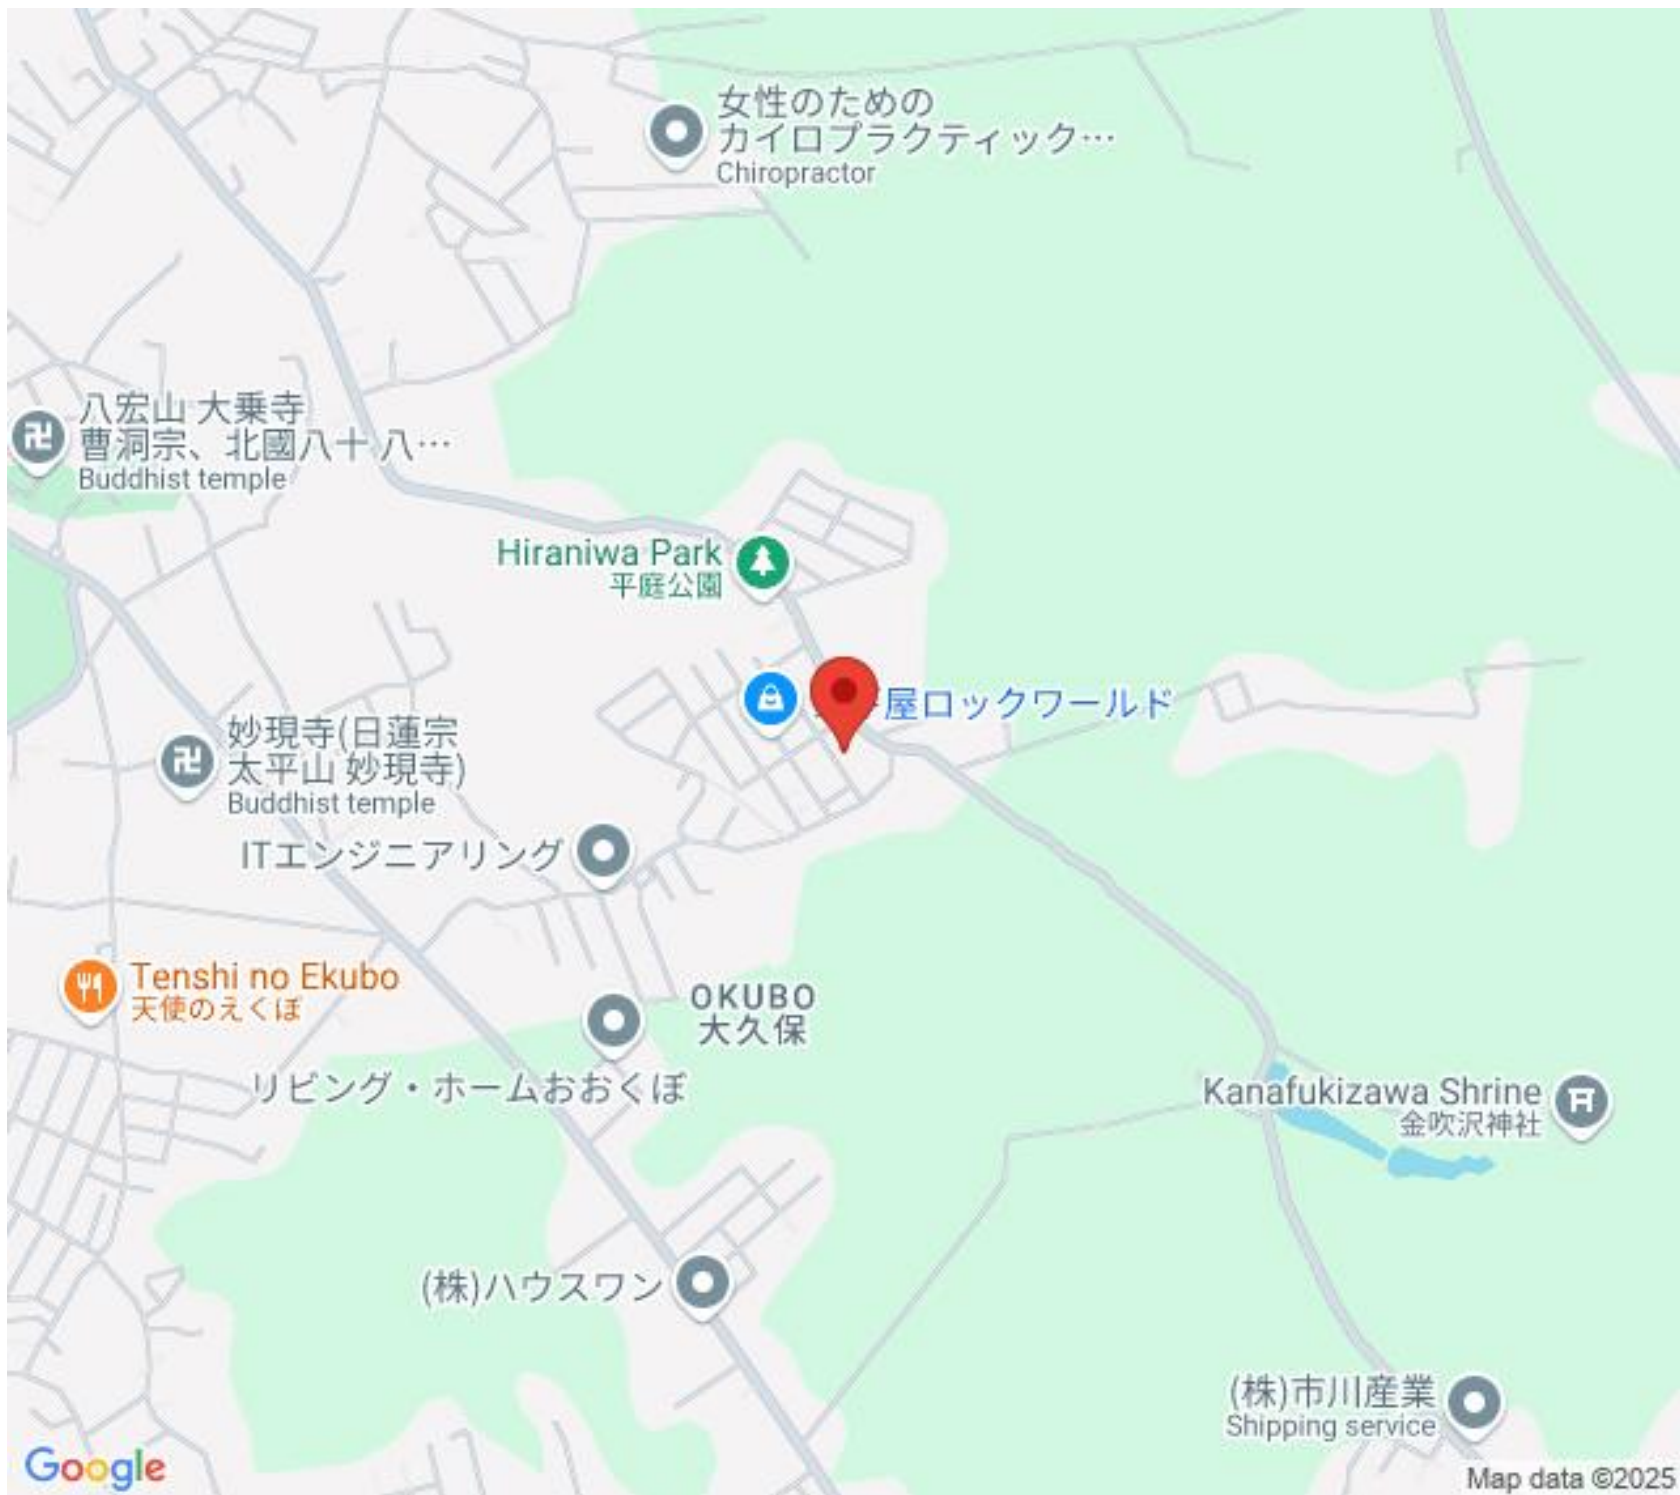 女性のための
カイロプラクティック…
Chiropractor
八宏山 大乗寺
曹洞宗、北國八十 八…
Buddhist temple
Hiraniwa Park
平庭公園
屋ロックワールド
妙現寺(日蓮宗
太平山 妙現寺)
Buddhist temple
ITエンジニアリング
Tenshi no Ekubo
天使のえくぼ
OKUBO
大久保
リビング・ホームおおくぼ
Kanafukizawa Shrine
金吹沢神社
(株)ハウスワン
(株)市川産業
Shipping service
Google
Map data ©2025